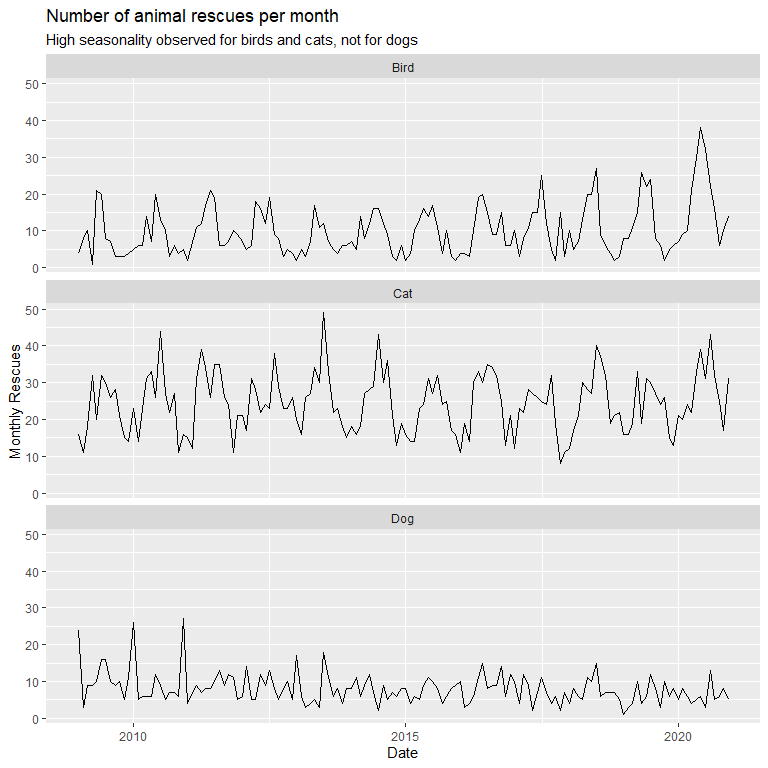 Number of animal rescues per month
High seasonality observed for birds and cats, not for dogs
Bird
50
40
30
20
10
0
Cat
50
40
30
20
10
0
Monthly Rescues
Dog
50
40
30
20
10
0
2010 2015 2020
Date